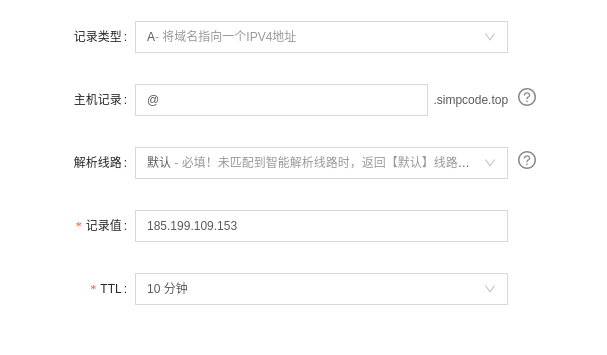 记录类型: A- 将域名指向一个IPV4地址
主机记录: @ .simpcode.top ?
解析线路: 默认 - 必填！未匹配到智能解析线路时，返回【默认】线路... ?
* 记录值: 185.199.109.153
* TTL: 10 分钟